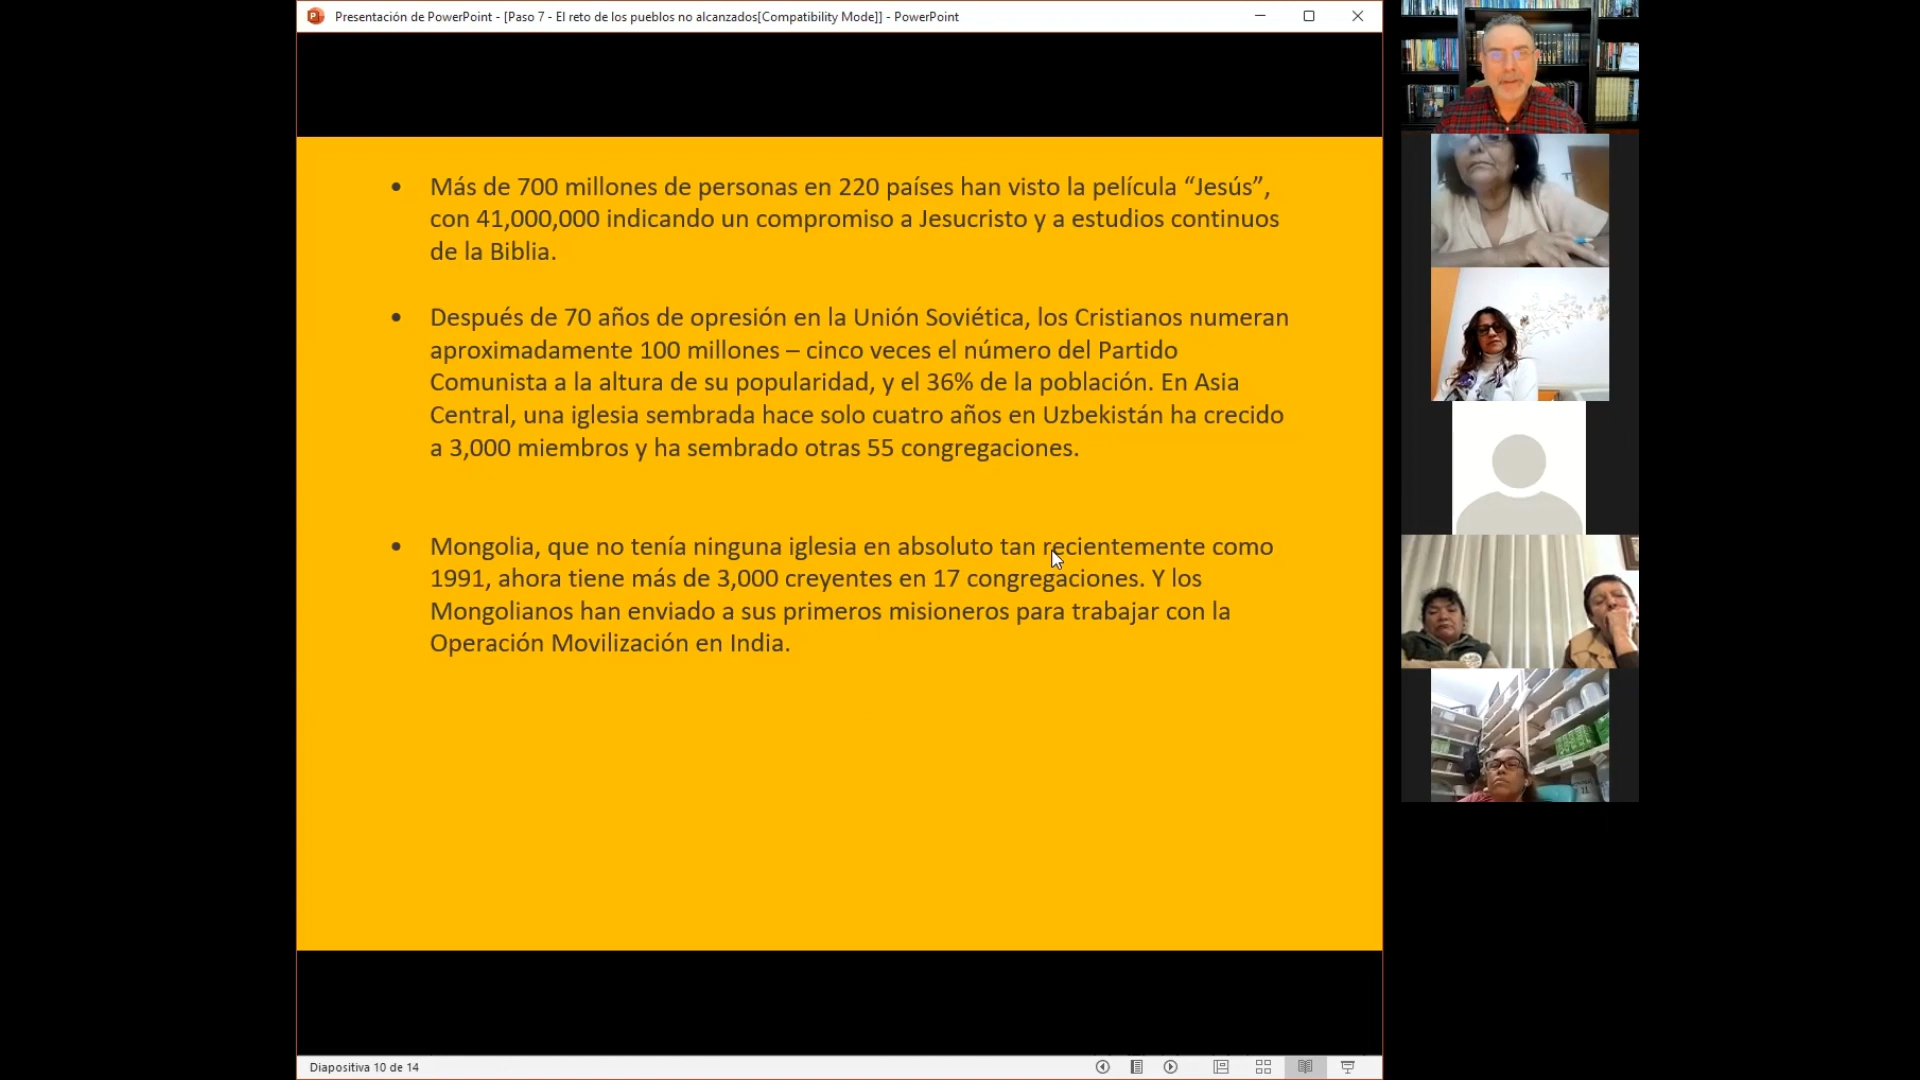 Presentación de PowerPoint - [Paso 7 - El reto de los pueblos no alcanzados[Compatibility Mode]] - PowerPoint
• Más de 700 millones de personas en 220 países han visto la película “Jesús”,
con 41,000,000 indicando un compromiso a Jesucristo y a estudios continuos
de la Biblia.
• Después de 70 años de opresión en la Unión Soviética, los Cristianos numeran
aproximadamente 100 millones – cinco veces el número del Partido
Comunista a la altura de su popularidad, y el 36% de la población. En Asia
Central, una iglesia sembrada hace solo cuatro años en Uzbekistán ha crecido
a 3,000 miembros y ha sembrado otras 55 congregaciones.
• Mongolia, que no tenía ninguna iglesia en absoluto tan recientemente como
1991, ahora tiene más de 3,000 creyentes en 17 congregaciones. Y los
Mongolianos han enviado a sus primeros misioneros para trabajar con la
Operación Movilización en India.
Diapositiva 10 de 14